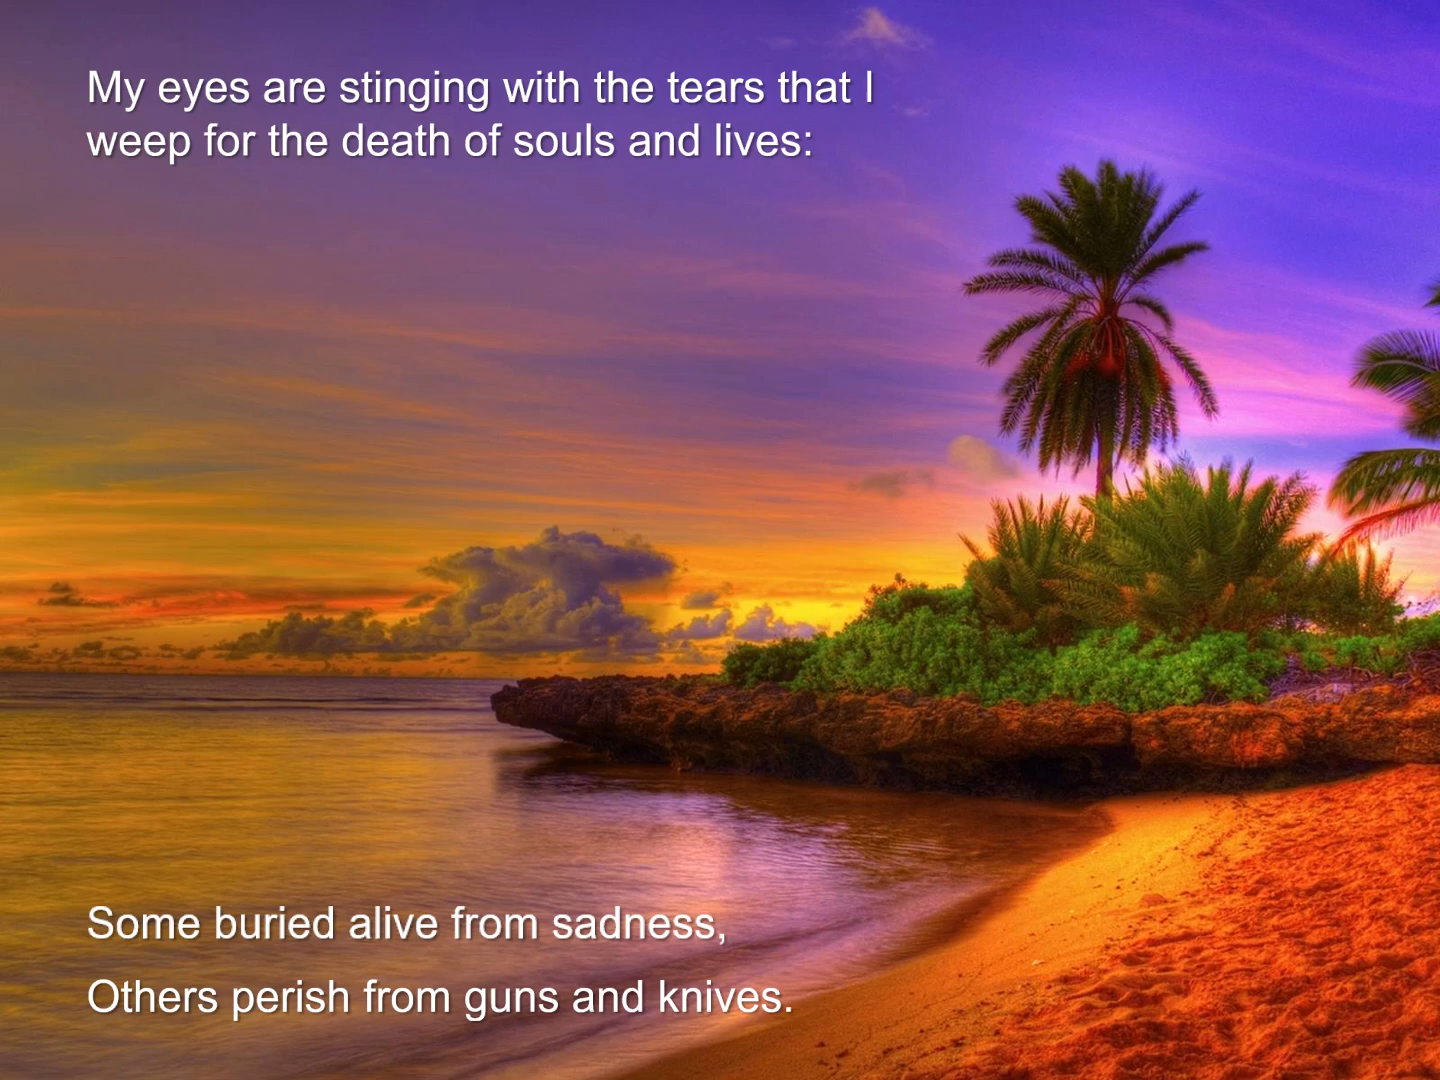 My eyes are stinging with the tears that I
weep for the death of souls and lives:
Some buried alive from sadness,
Others perish from guns and knives.